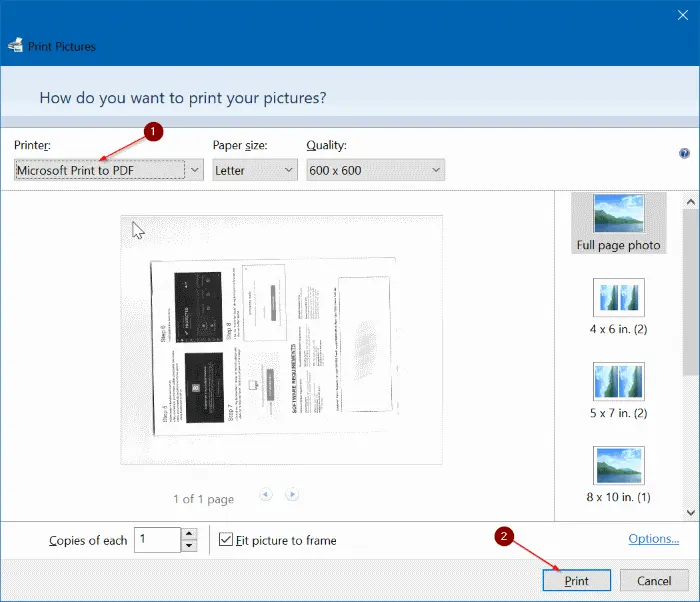 Print Pictures
How do you want to print your pictures?
1
Printer:
Paper size:
Quality:
Microsoft Print to PDF
Letter
600 x 600
?
Full page photo
4 x 6 in. (2)
5 x 7 in. (2)
8 x 10 in. (1)
Step 6
Step 8
Step 5
Step 7
SOFTWARE REQUIREMENTS
1 of 1 page
Copies of each
1
Fit picture to frame
Options...
2
Print
Cancel